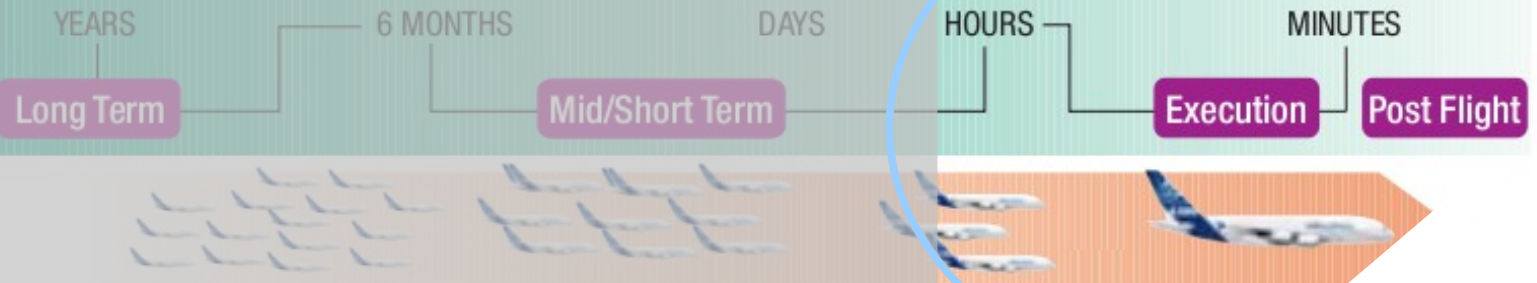 YEARS 6 MONTHS DAYS HOURS MINUTES
Long Term Mid/Short Term Execution Post Flight